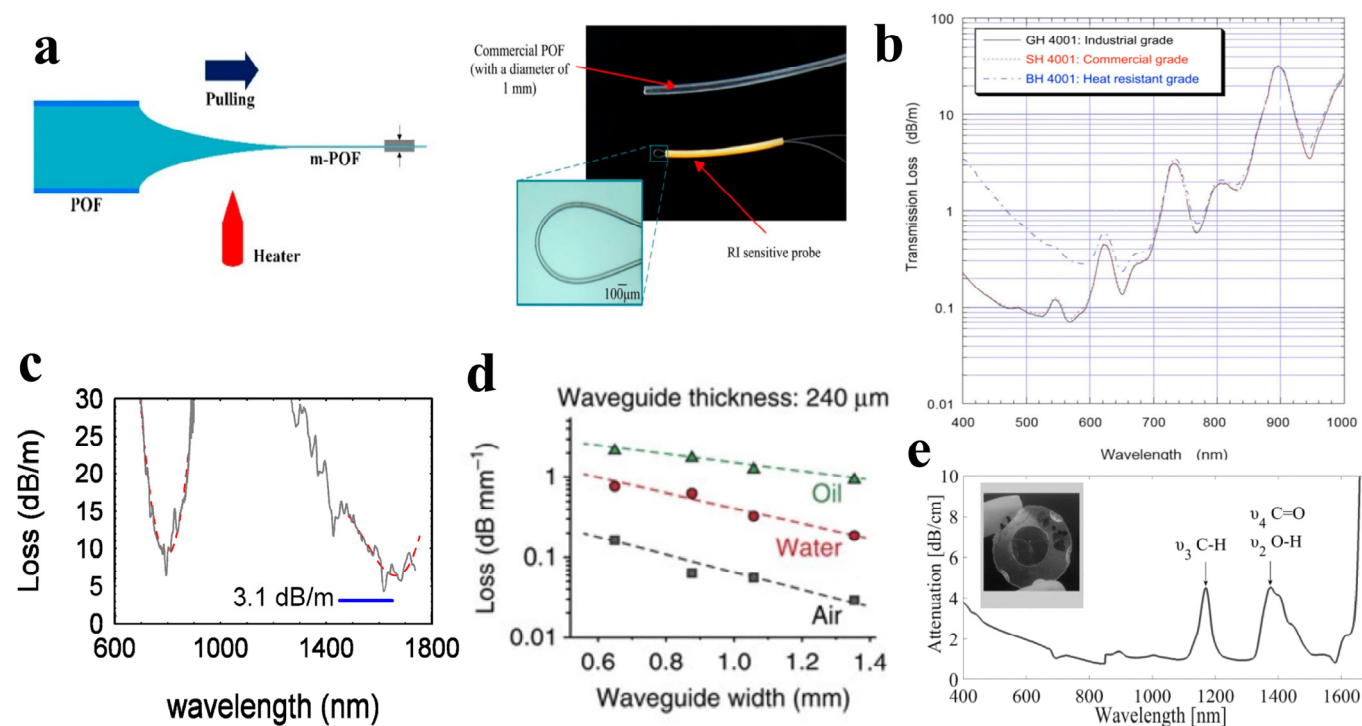 a
Pulling
POF
m-POF
Heater
Commercial POF
(with a diameter of
1 mm)
RI sensitive probe
100μm
b
GH 4001: Industrial grade
SH 4001: Commercial grade
BH 4001: Heat resistant grade
Transmission Loss (dB/m)
100
10
1
0.1
0.01
400 500 600 700 800 900 1000
Wavelength (nm)
c
Loss (dB/m)
30
25
20
15
10
5
0
3.1 dB/m
600 1000 1400 1800
wavelength (nm)
d
Waveguide thickness: 240 μm
Loss (dB mm⁻¹)
1
0.1
0.01
Oil
Water
Air
0.6 0.8 1.0 1.2 1.4
Waveguide width (mm)
e
Attenuation [dB/cm]
10
8
6
4
2
0
υ₃ C-H
υ₄ C=O
υ₂ O-H
400 600 800 1000 1200 1400 1600
Wavelength [nm]